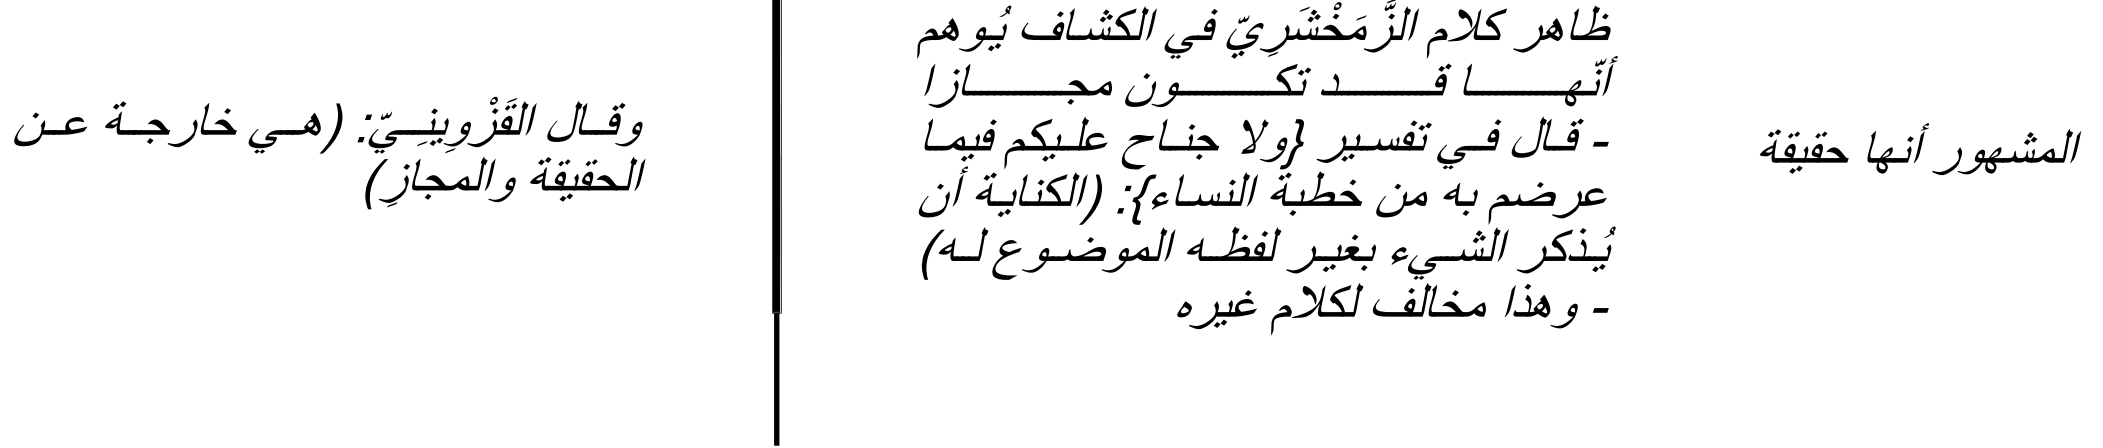 المشهور أنها حقيقة
ظاهر كلام الزَّمَخْشَرِيّ في الكشاف يُوهم
أنّها قد تكون مجازا
- قال في تفسير {ولا جناح عليكم فيما
عرضم به من خطبة النساء}: (الكناية أن
يُذكر الشيء بغير لفظه الموضوع له)
- وهذا مخالف لكلام غيره
وقال القَزْوِينِيّ: (هي خارجة عن
الحقيقة والمجازِ)